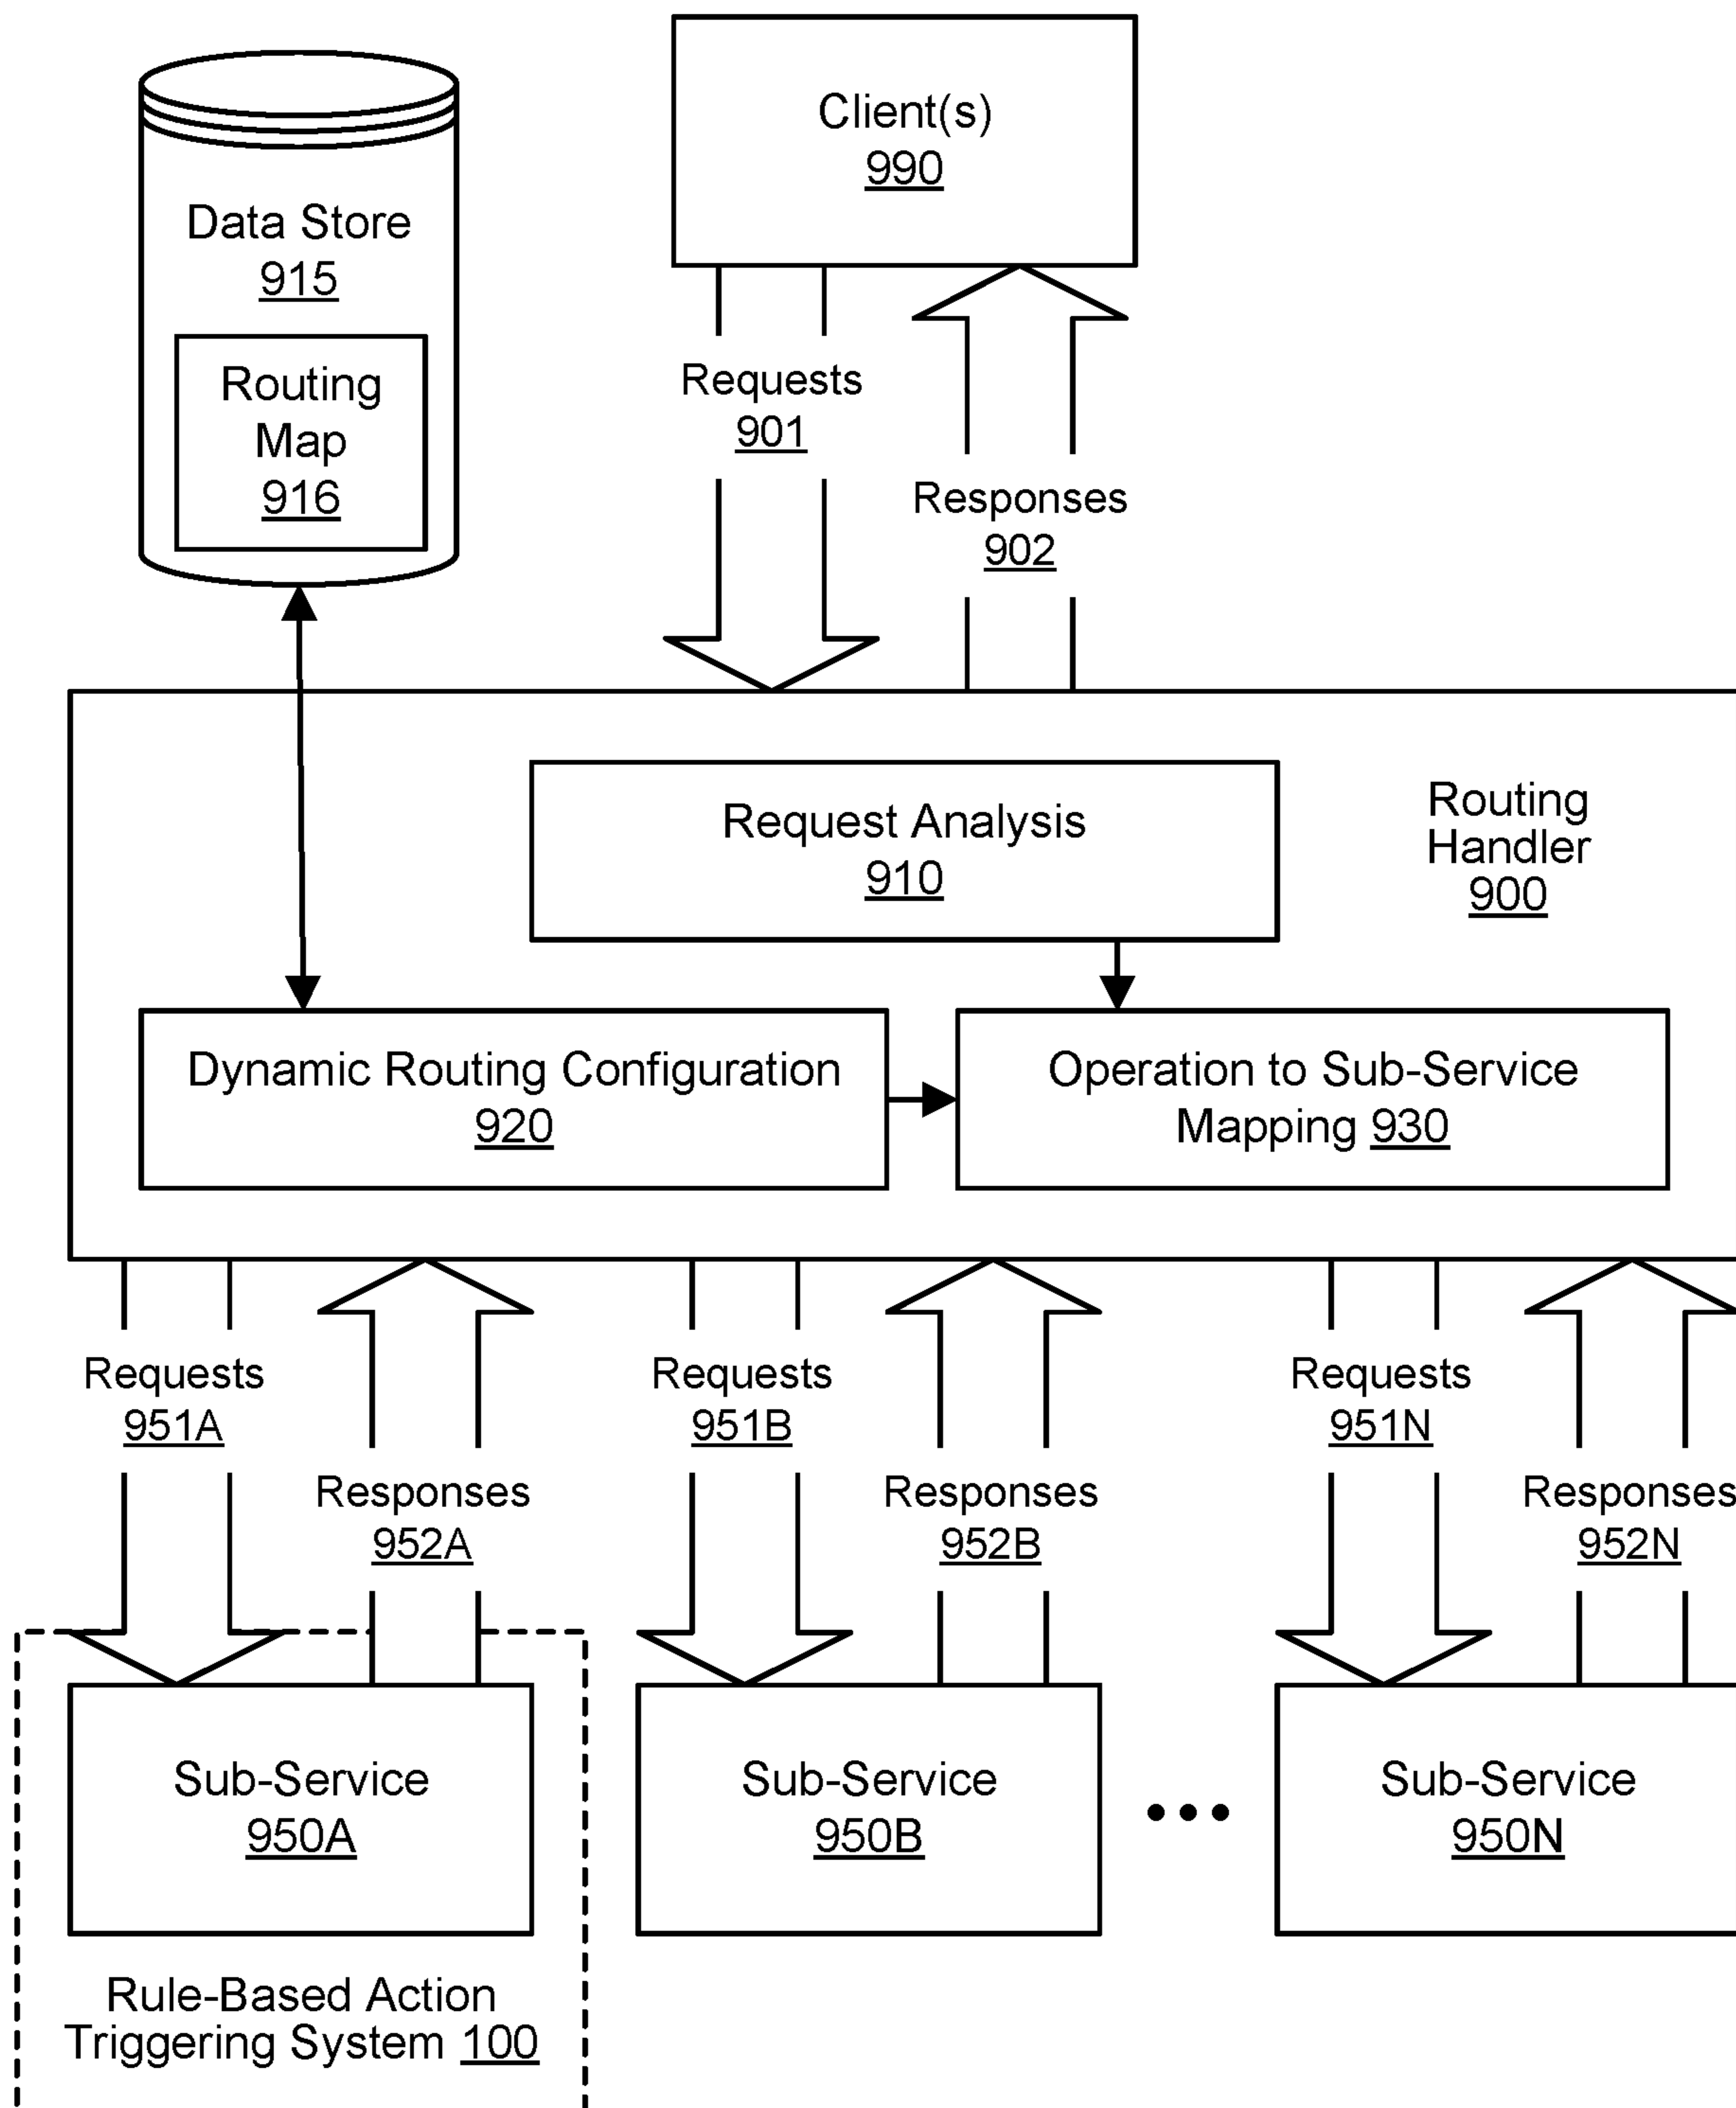 Client(s)
990
Data Store
915
Routing
Map
916
Requests
901
Responses
902
Request Analysis
910
Routing
Handler
900
Dynamic Routing Configuration
920
Operation to Sub-Service
Mapping 930
Requests
951A
Responses
952A
Requests
951B
Responses
952B
Requests
951N
Responses
952N
Sub-Service
950A
Sub-Service
950B
Sub-Service
950N
Rule-Based Action
Triggering System 100